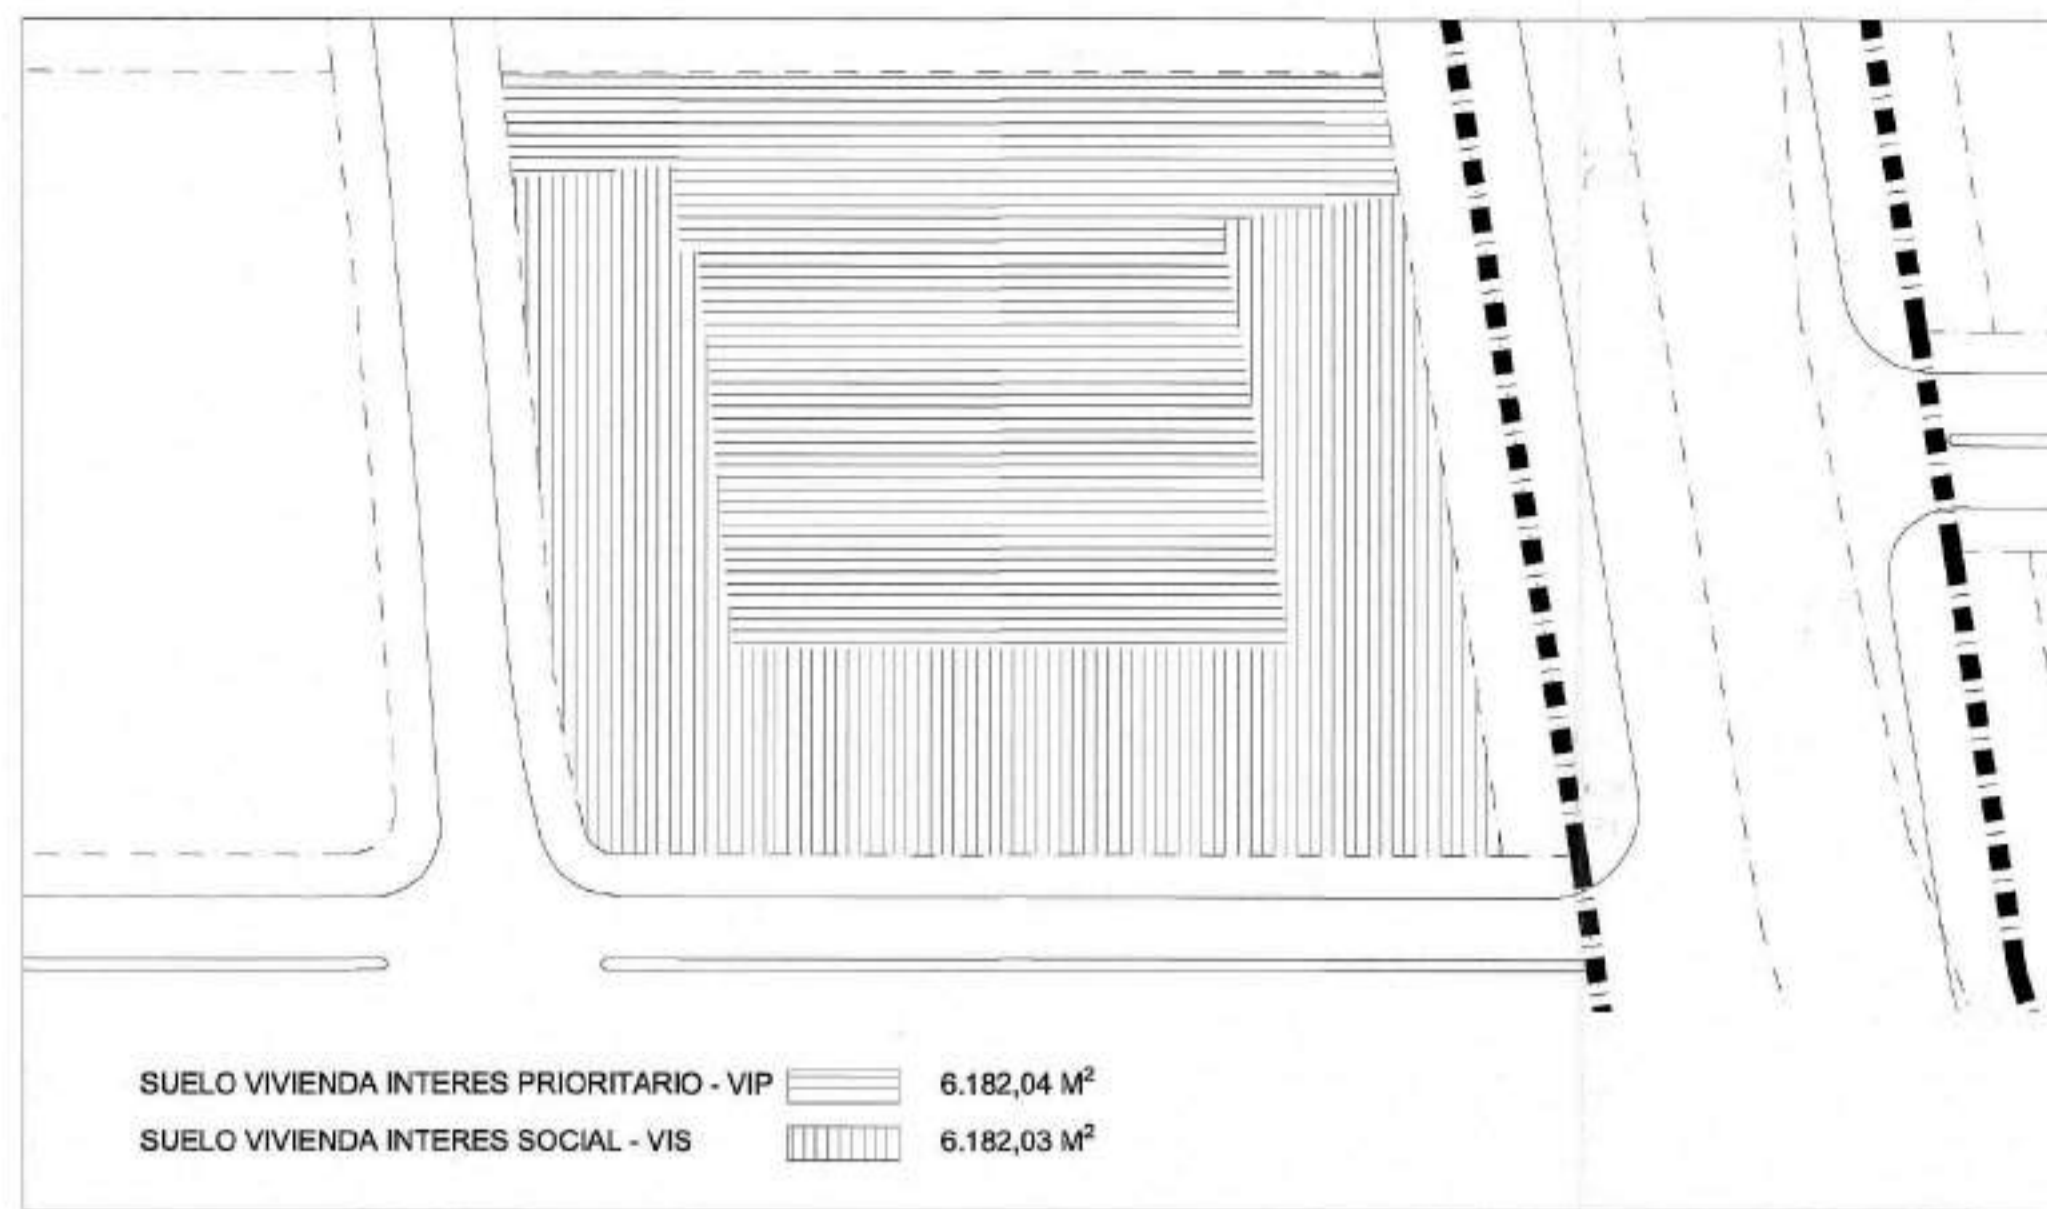 SUELO VIVIENDA INTERES PRIORITARIO - VIP 6.182,04 M²
SUELO VIVIENDA INTERES SOCIAL - VIS 6.182,03 M²